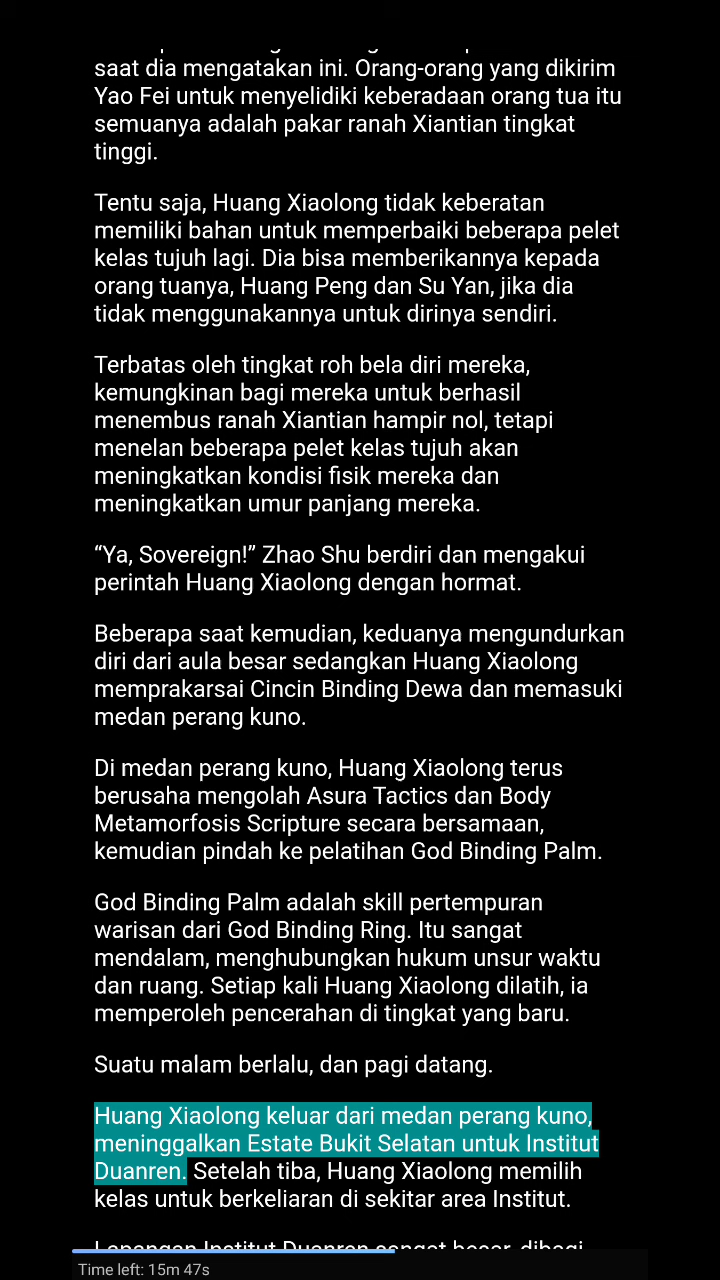 saat dia mengatakan ini. Orang-orang yang dikirim
Yao Fei untuk menyelidiki keberadaan orang tua itu
semuanya adalah pakar ranah Xiantian tingkat
tinggi.
Tentu saja, Huang Xiaolong tidak keberatan
memiliki bahan untuk memperbaiki beberapa pelet
kelas tujuh lagi. Dia bisa memberikannya kepada
orang tuanya, Huang Peng dan Su Yan, jika dia
tidak menggunakannya untuk dirinya sendiri.
Terbatas oleh tingkat roh bela diri mereka,
kemungkinan bagi mereka untuk berhasil
menembus ranah Xiantian hampir nol, tetapi
menelan beberapa pelet kelas tujuh akan
meningkatkan kondisi fisik mereka dan
meningkatkan umur panjang mereka.
“Ya, Sovereign!” Zhao Shu berdiri dan mengakui
perintah Huang Xiaolong dengan hormat.
Beberapa saat kemudian, keduanya mengundurkan
diri dari aula besar sedangkan Huang Xiaolong
memprakarsai Cincin Binding Dewa dan memasuki
medan perang kuno.
Di medan perang kuno, Huang Xiaolong terus
berusaha mengolah Asura Tactics dan Body
Metamorfosis Scripture secara bersamaan,
kemudian pindah ke pelatihan God Binding Palm.
God Binding Palm adalah skill pertempuran
warisan dari God Binding Ring. Itu sangat
mendalam, menghubungkan hukum unsur waktu
dan ruang. Setiap kali Huang Xiaolong dilatih, ia
memperoleh pencerahan di tingkat yang baru.
Suatu malam berlalu, dan pagi datang.
Huang Xiaolong keluar dari medan perang kuno,
meninggalkan Estate Bukit Selatan untuk Institut
Duanren. Setelah tiba, Huang Xiaolong memilih
kelas untuk berkeliaran di sekitar area Institut.
Lapangan Institut Duanren sangat besar, dibagi
Time left: 15m 47s